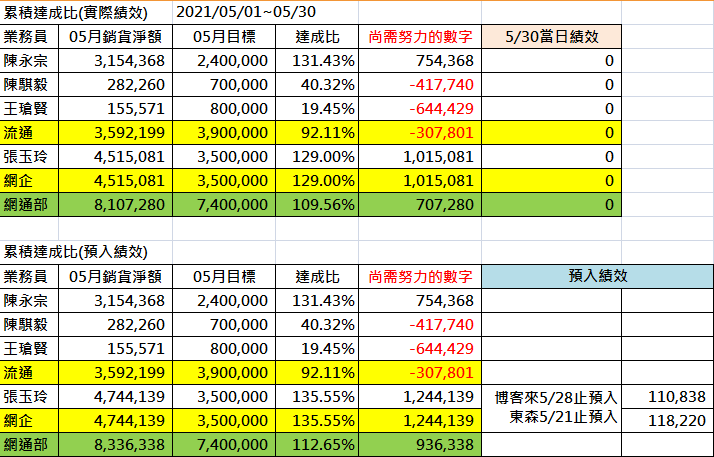 累積達成比(實際績效) 2021/05/01~05/30
業務員 05月銷貨淨額 05月目標 達成比 尚需努力的數字 5/30當日績效
陳永宗 3,154,368 2,400,000 131.43% 754,368 0
陳騏毅 282,260 700,000 40.32% -417,740 0
王瑲賢 155,571 800,000 19.45% -644,429 0
流通 3,592,199 3,900,000 92.11% -307,801 0
張玉玲 4,515,081 3,500,000 129.00% 1,015,081 0
網企 4,515,081 3,500,000 129.00% 1,015,081 0
網通部 8,107,280 7,400,000 109.56% 707,280 0
累積達成比(預入績效)
業務員 05月銷貨淨額 05月目標 達成比 尚需努力的數字 預入績效
陳永宗 3,154,368 2,400,000 131.43% 754,368
陳騏毅 282,260 700,000 40.32% -417,740
王瑲賢 155,571 800,000 19.45% -644,429
流通 3,592,199 3,900,000 92.11% -307,801
張玉玲 4,744,139 3,500,000 135.55% 1,244,139 博客來5/28止預入 110,838
網企 4,744,139 3,500,000 135.55% 1,244,139 東森5/21止預入 118,220
網通部 8,336,338 7,400,000 112.65% 936,338